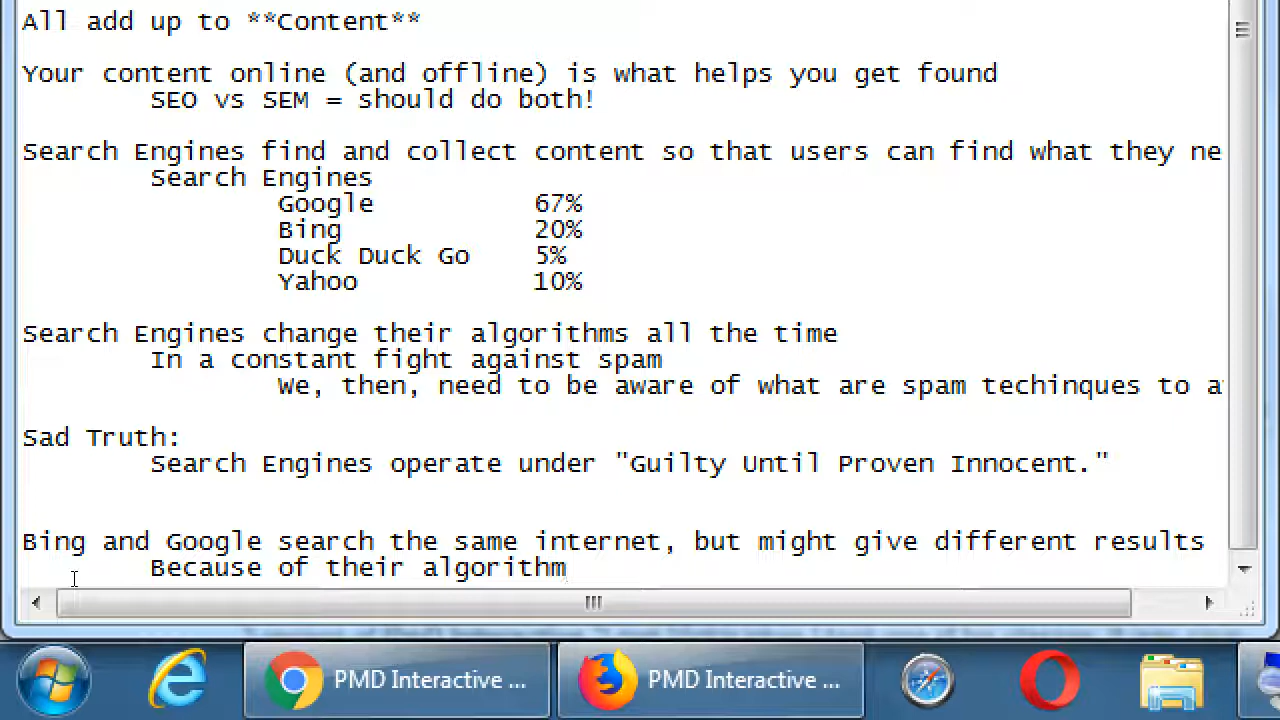 All add up to **Content**
Your content online (and offline) is what helps you get found
SEO vs SEM = should do both!
Search Engines find and collect content so that users can find what they ne
Search Engines
Google 67%
Bing 20%
Duck Duck Go 5%
Yahoo 10%
Search Engines change their algorithms all the time
In a constant fight against spam
We, then, need to be aware of what are spam techinques to a
Sad Truth:
Search Engines operate under "Guilty Until Proven Innocent."
Bing and Google search the same internet, but might give different results
Because of their algorithm
PMD Interactive ... PMD Interactive ...